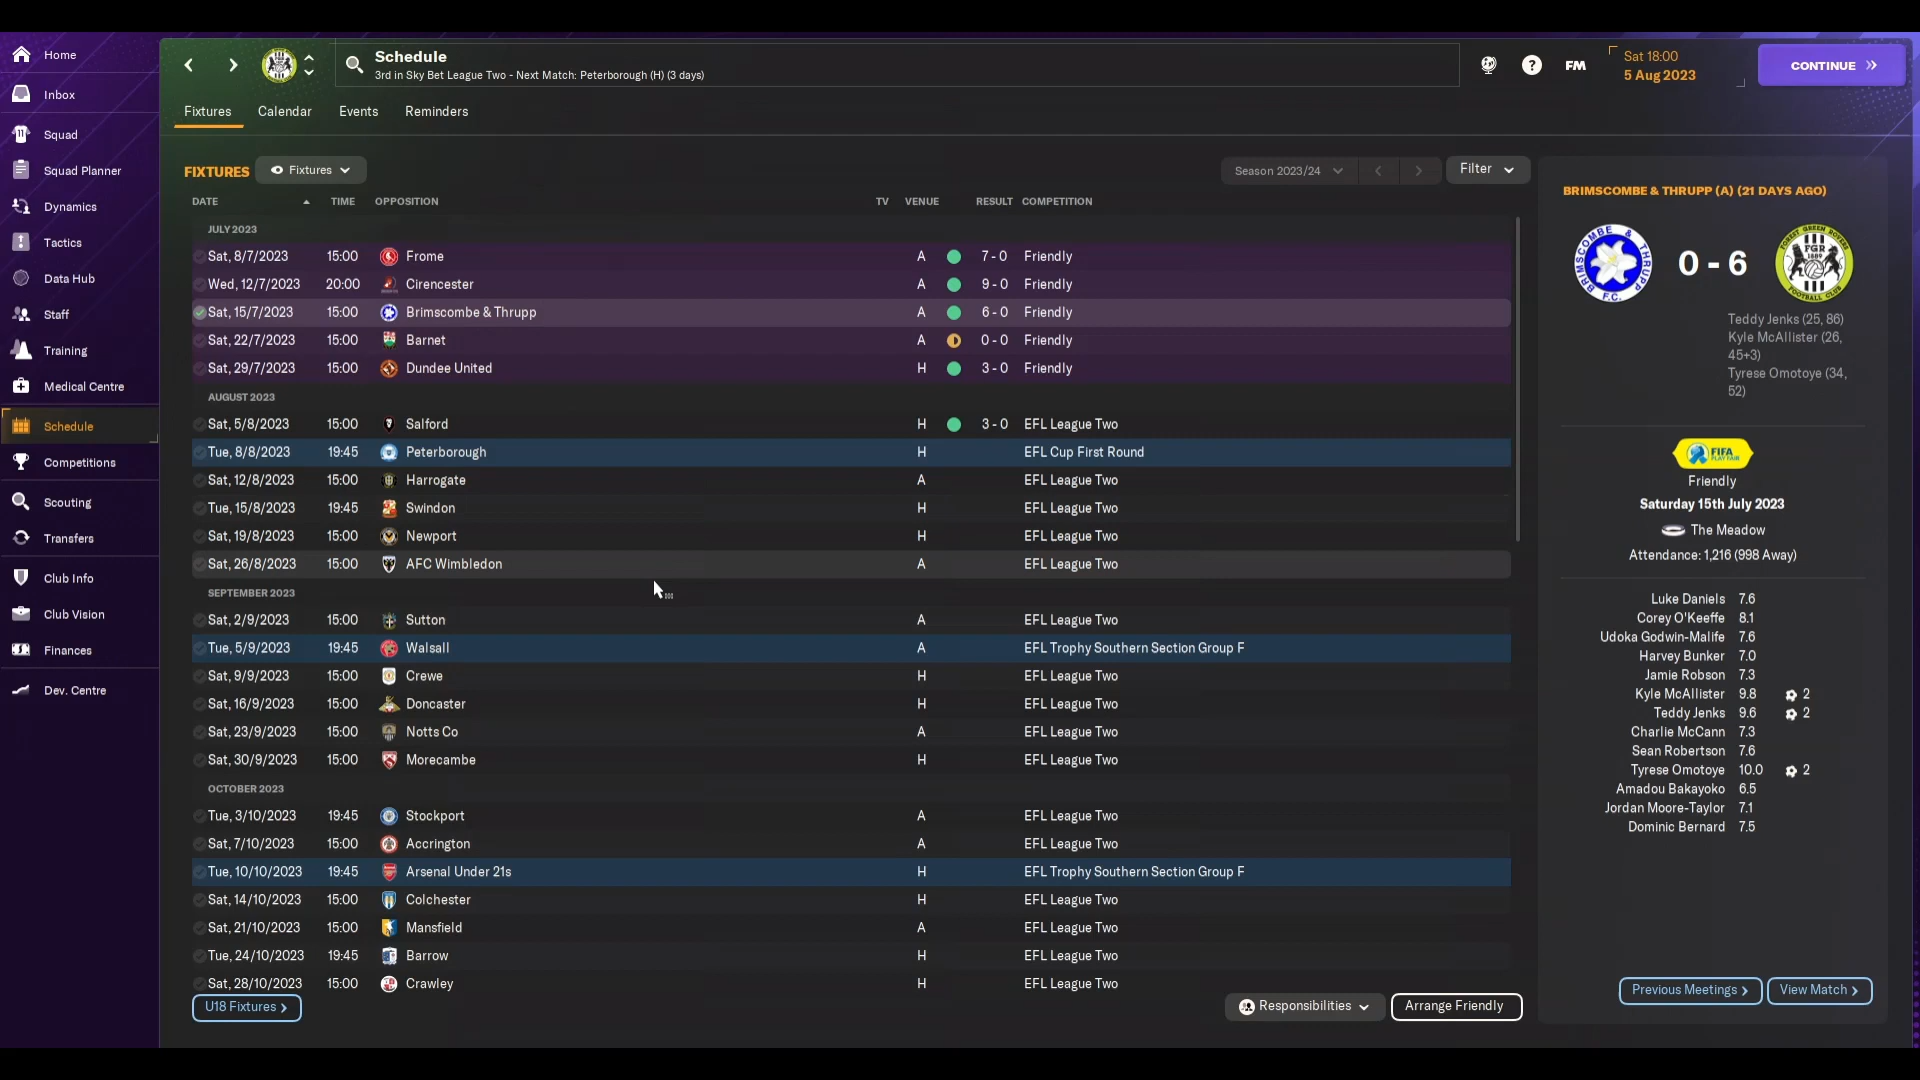 Home
Inbox
Squad
Squad Planner
Dynamics
Tactics
Data Hub
Staff
Training
Medical Centre
Schedule
Competitions
Scouting
Transfers
Club Info
Club Vision
Finances
Dev. Centre
Schedule
3rd in Sky Bet League Two - Next Match: Peterborough (H) (3 days)
FM
Sat 18:00
5 Aug 2023
CONTINUE
Fixtures Calendar Events Reminders
FIXTURES Fixtures Season 2023/24 Filter
DATE TIME OPPOSITION TV VENUE RESULT COMPETITION
JULY 2023
Sat, 8/7/2023 15:00 Frome A 7 - 0 Friendly
Wed, 12/7/2023 20:00 Cirencester A 9 - 0 Friendly
Sat, 15/7/2023 15:00 Brimscombe & Thrupp A 6 - 0 Friendly
Sat, 22/7/2023 15:00 Barnet A 0 - 0 Friendly
Sat, 29/7/2023 15:00 Dundee United H 3 - 0 Friendly
AUGUST 2023
Sat, 5/8/2023 15:00 Salford H 3 - 0 EFL League Two
Tue, 8/8/2023 19:45 Peterborough H EFL Cup First Round
Sat, 12/8/2023 15:00 Harrogate A EFL League Two
Tue, 15/8/2023 19:45 Swindon H EFL League Two
Sat, 19/8/2023 15:00 Newport H EFL League Two
Sat, 26/8/2023 15:00 AFC Wimbledon A EFL League Two
SEPTEMBER 2023
Sat, 2/9/2023 15:00 Sutton A EFL League Two
Tue, 5/9/2023 19:45 Walsall A EFL Trophy Southern Section Group F
Sat, 9/9/2023 15:00 Crewe H EFL League Two
Sat, 16/9/2023 15:00 Doncaster H EFL League Two
Sat, 23/9/2023 15:00 Notts Co A EFL League Two
Sat, 30/9/2023 15:00 Morecambe H EFL League Two
OCTOBER 2023
Tue, 3/10/2023 19:45 Stockport A EFL League Two
Sat, 7/10/2023 15:00 Accrington A EFL League Two
Tue, 10/10/2023 19:45 Arsenal Under 21s H EFL Trophy Southern Section Group F
Sat, 14/10/2023 15:00 Colchester H EFL League Two
Sat, 21/10/2023 15:00 Mansfield A EFL League Two
Tue, 24/10/2023 19:45 Barrow H EFL League Two
Sat, 28/10/2023 15:00 Crawley H EFL League Two
U18 Fixtures Responsibilities Arrange Friendly
BRIMSCOMBE & THRUPP (A) (21 DAYS AGO)
BRIMSCOMBE & THRUPP F.C.
0 - 6
FOREST GREEN ROVERS
FGR
1889
FOOTBALL CLUB
Teddy Jenks (25, 86)
Kyle McAllister (26,
45+3)
Tyrese Omotoye (34,
52)
FIFA
Friendly
Saturday 15th July 2023
The Meadow
Attendance: 1,216 (998 Away)
Luke Daniels 7.6
Corey O'Keeffe 8.1
Udoka Godwin-Malife 7.6
Harvey Bunker 7.0
Jamie Robson 7.3
Kyle McAllister 9.8 2
Teddy Jenks 9.6 2
Charlie McCann 7.3
Sean Robertson 7.6
Tyrese Omotoye 10.0 2
Amadou Bakayoko 6.5
Jordan Moore-Taylor 7.1
Dominic Bernard 7.5
Previous Meetings View Match